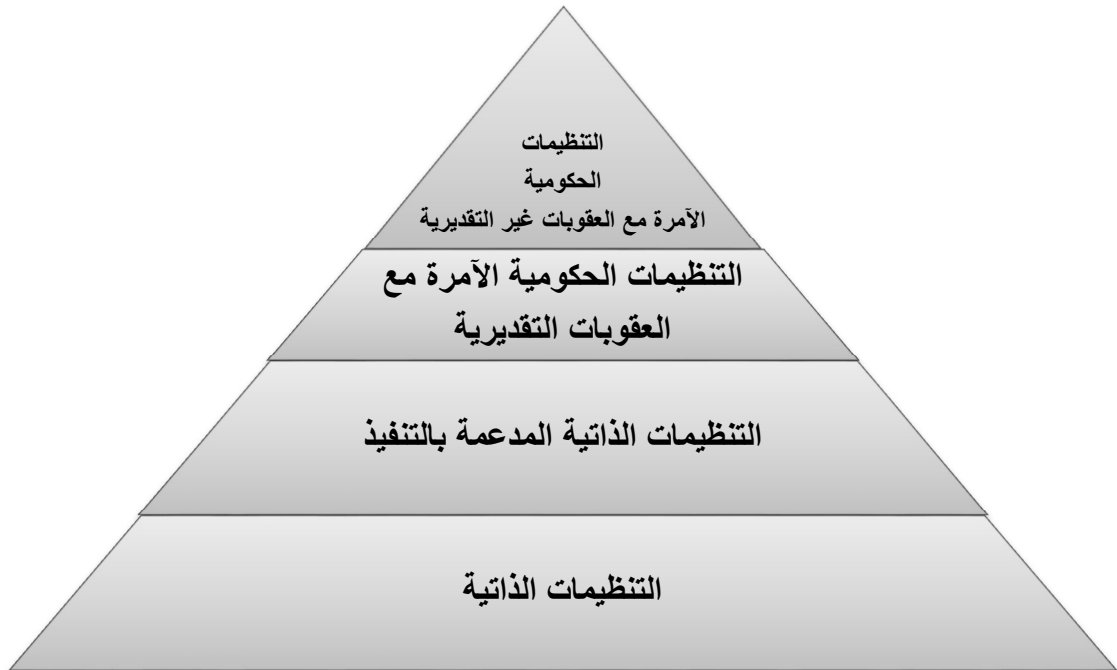 التنظيمات
الحكومية
الآمرة مع العقوبات غير التقديرية
التنظيمات الحكومية الآمرة مع
العقوبات التقديرية
التنظيمات الذاتية المدعمة بالتنفيذ
التنظيمات الذاتية